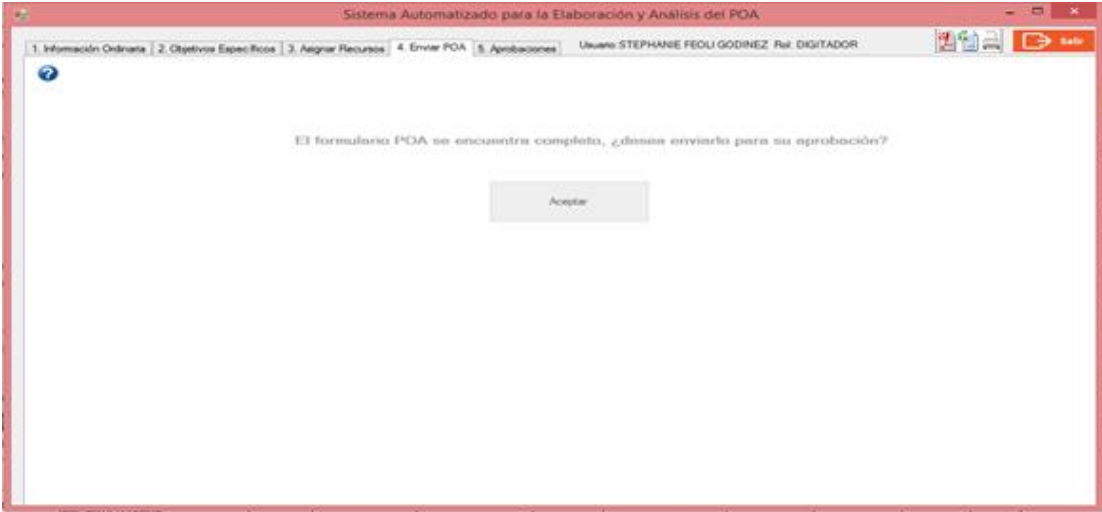 Sistema Automatizado para la Elaboración y Análisis del POA
1. Información Ordinaria 2. Objetivos Específicos 3. Asignar Recursos 4. Enviar POA 5. Aprobaciones Usuario: STEPHANIE FEOLI GODINEZ Rol: DIGITADOR Salir
El formulario POA se encuentra completo, ¿desea enviarlo para su aprobación?
Aceptar